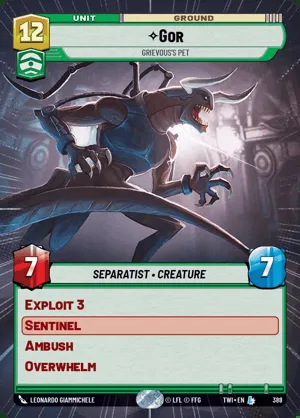 UNIT GROUND
12
✧GOR
GRIEVOUS'S PET
7
7
SEPARATIST • CREATURE
EXPLOIT 3
SENTINEL
AMBUSH
OVERWHELM
LEONARDO GIAMMICHELE © LFL © FFG TWI • EN 388